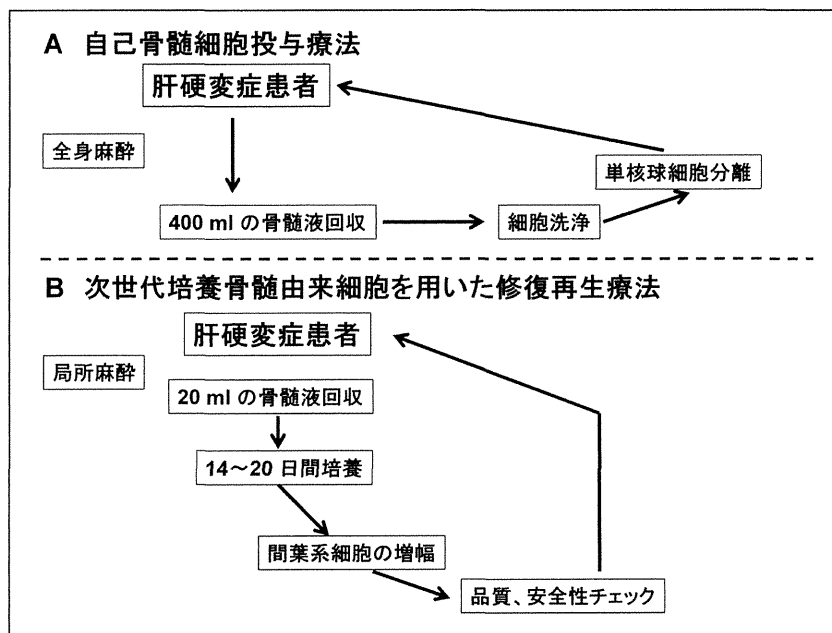 A 自己骨髄細胞投与療法
肝硬変症患者
全身麻酔
単核球細胞分離
400 ml の骨髄液回収
細胞洗浄
B 次世代培養骨髄由来細胞を用いた修復再生療法
肝硬変症患者
局所麻酔
20 ml の骨髄液回収
14～20 日間培養
間葉系細胞の増幅
品質、安全性チェック